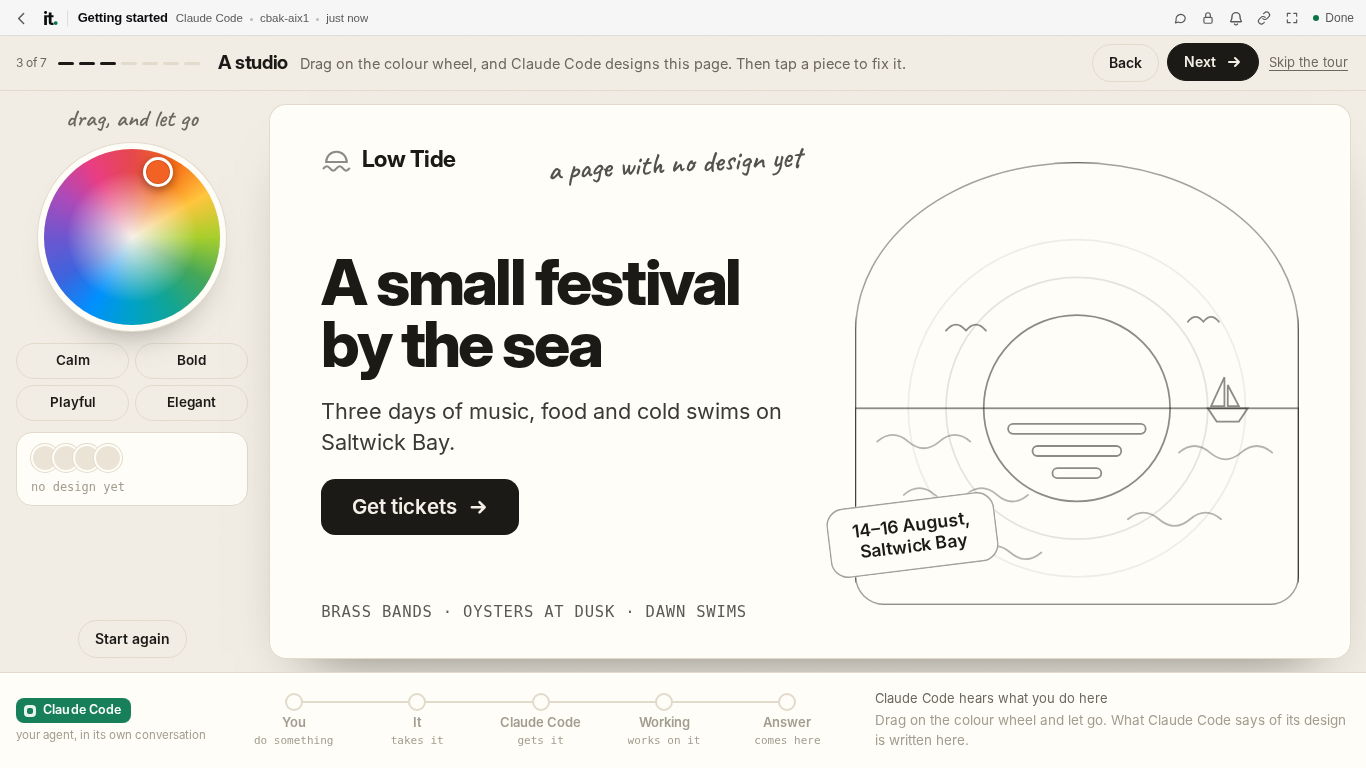 it.
Getting started Claude Code • cbak-aix1 • just now
Done
3 of 7
A studio Drag on the colour wheel, and Claude Code designs this page. Then tap a piece to fix it.
Back
Next →
Skip the tour
drag, and let go
Calm
Bold
Playful
Elegant
no design yet
Start again
Low Tide
a page with no design yet
A small festival
by the sea
Three days of music, food and cold swims on
Saltwick Bay.
Get tickets →
BRASS BANDS · OYSTERS AT DUSK · DAWN SWIMS
14–16 August,
Saltwick Bay
Claude Code
your agent, in its own conversation
You
do something
It
takes it
Claude Code
gets it
Working
works on it
Answer
comes here
Claude Code hears what you do here
Drag on the colour wheel and let go. What Claude Code says of its design
is written here.